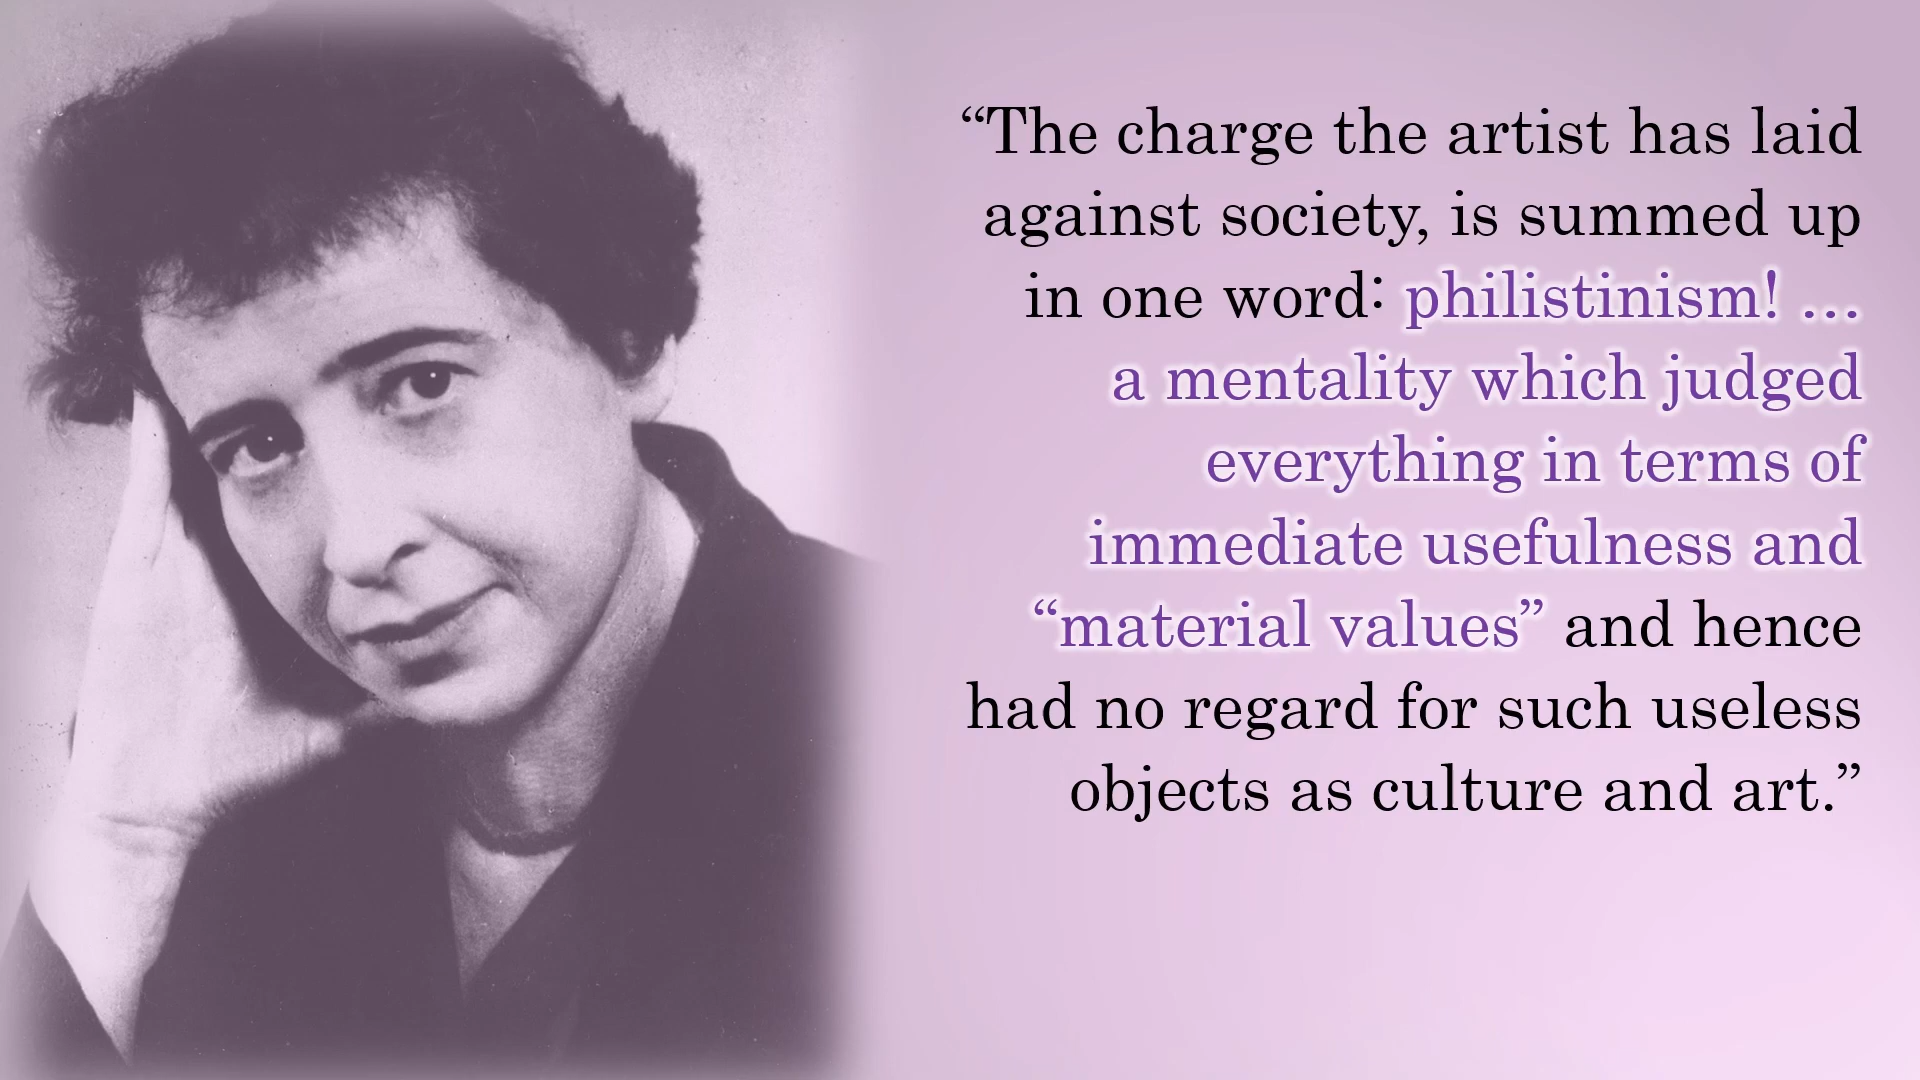 “The charge the artist has laid
against society, is summed up
in one word: philistinism! ...
a mentality which judged
everything in terms of
immediate usefulness and
“material values” and hence
had no regard for such useless
objects as culture and art.”